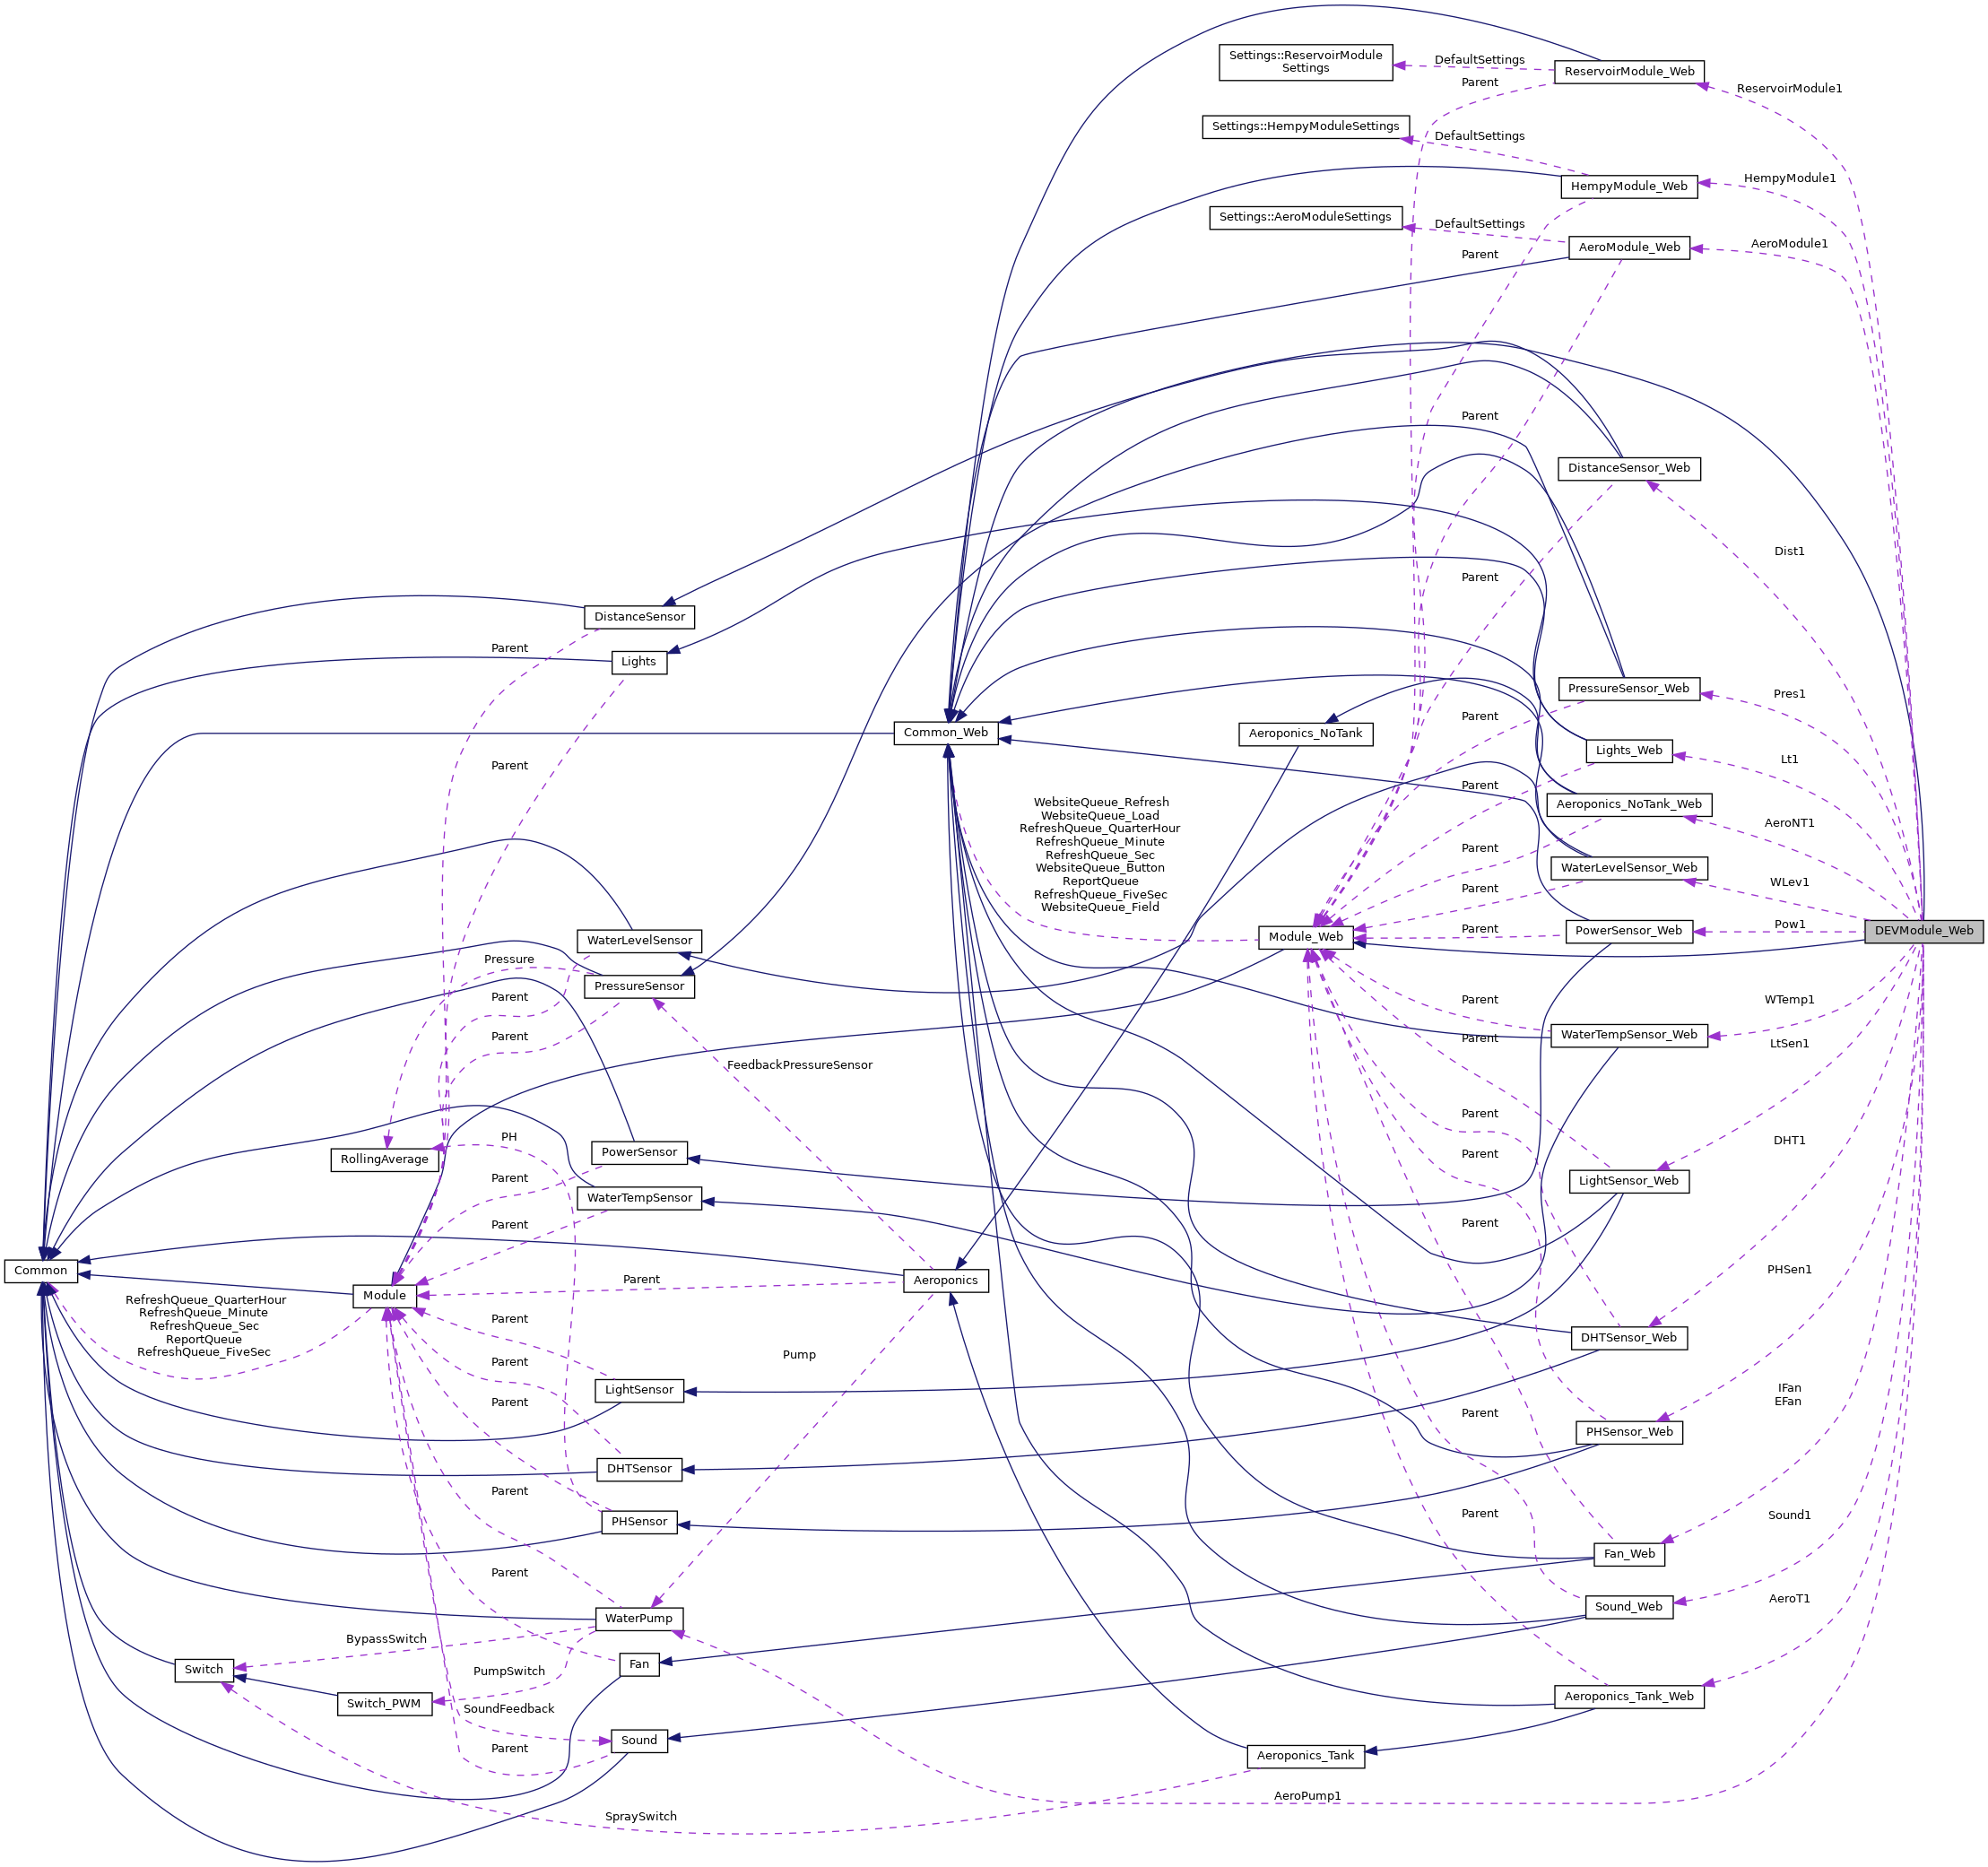 Settings::ReservoirModule
Settings
DefaultSettings
Parent
ReservoirModule_Web
ReservoirModule1
Settings::HempyModuleSettings
DefaultSettings
HempyModule_Web
HempyModule1
Settings::AeroModuleSettings
DefaultSettings
Parent
AeroModule_Web
AeroModule1
Parent
DistanceSensor_Web
Dist1
Parent
DistanceSensor
Parent
Lights
Parent
PressureSensor_Web
Pres1
Parent
Common_Web
Aeroponics_NoTank
Lights_Web
Lt1
Parent
Aeroponics_NoTank_Web
AeroNT1
WebsiteQueue_Refresh
WebsiteQueue_Load
RefreshQueue_QuarterHour
RefreshQueue_Minute
RefreshQueue_Sec
WebsiteQueue_Button
ReportQueue
RefreshQueue_FiveSec
WebsiteQueue_Field
Parent
WaterLevelSensor_Web
WLev1
Parent
Module_Web
Parent
PowerSensor_Web
Pow1
DEVModule_Web
WaterLevelSensor
Pressure
PressureSensor
Parent
Parent
Parent
WaterTempSensor_Web
WTemp1
Parent
LtSen1
FeedbackPressureSensor
PH
RollingAverage
PowerSensor
Parent
WaterTempSensor
Parent
Parent
Parent
LightSensor_Web
DHT1
Parent
Common
Module
Parent
Aeroponics
PHSen1
RefreshQueue_QuarterHour
RefreshQueue_Minute
RefreshQueue_Sec
ReportQueue
RefreshQueue_FiveSec
Parent
Parent
Pump
DHTSensor_Web
LightSensor
Parent
IFan
EFan
Parent
PHSensor_Web
DHTSensor
Parent
PHSensor
Parent
Sound1
Fan_Web
Parent
WaterPump
Sound_Web
AeroT1
BypassSwitch
Switch
PumpSwitch
Fan
Switch_PWM
SoundFeedback
Aeroponics_Tank_Web
Sound
Parent
Aeroponics_Tank
AeroPump1
SpraySwitch